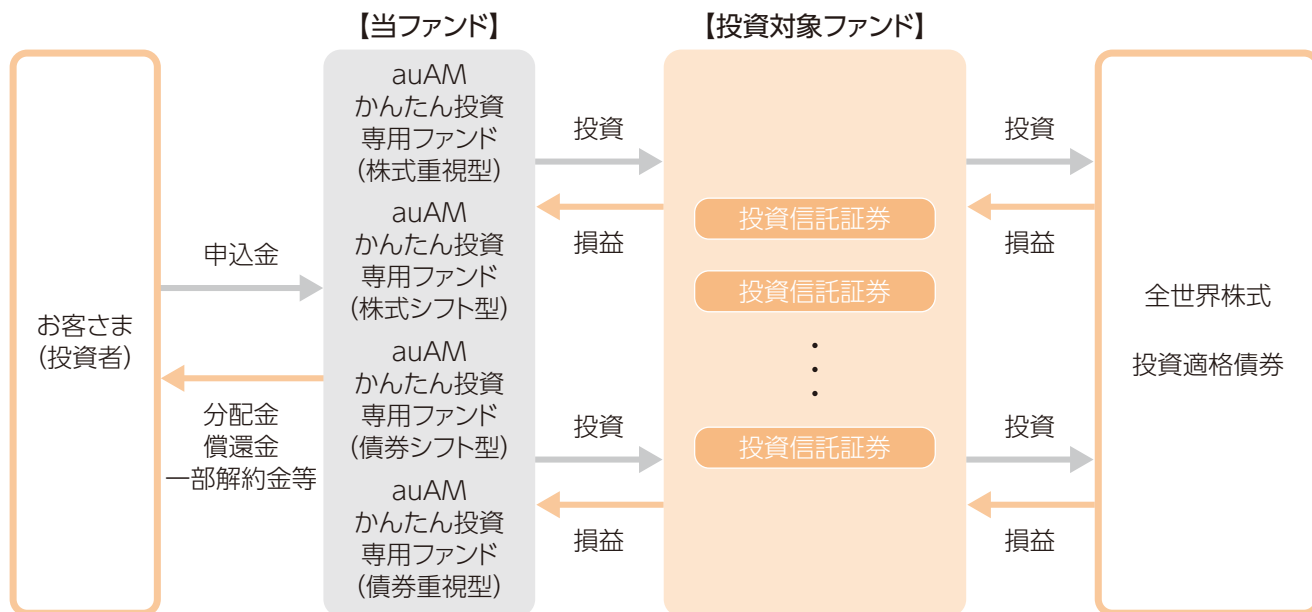 【当ファンド】
【投資対象ファンド】
お客さま
(投資者)
申込金
分配金
償還金
一部解約金等
auAM
かんたん投資
専用ファンド
(株式重視型)
auAM
かんたん投資
専用ファンド
(株式シフト型)
auAM
かんたん投資
専用ファンド
(債券シフト型)
auAM
かんたん投資
専用ファンド
(債券重視型)
投資
損益
投資
損益
投資信託証券
投資信託証券
・
・
・
投資信託証券
投資
損益
投資
損益
全世界株式
投資適格債券